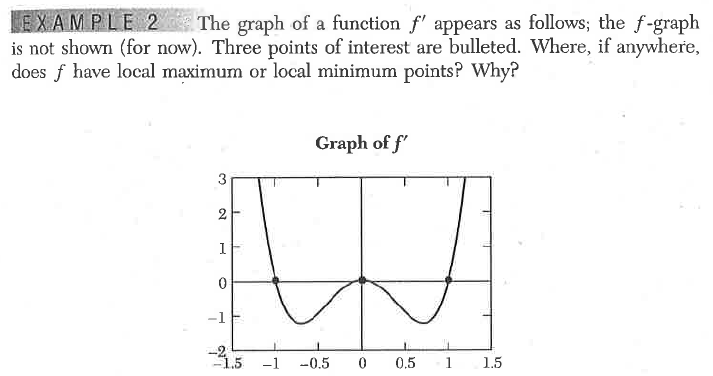 EXAMPLE 2 The graph of a function f′ appears as follows; the f-graph
is not shown (for now). Three points of interest are bulleted. Where, if anywhere,
does f have local maximum or local minimum points? Why?
Graph of f′
3
2
1
0
−1
−2
−1.5 −1 −0.5 0 0.5 1 1.5